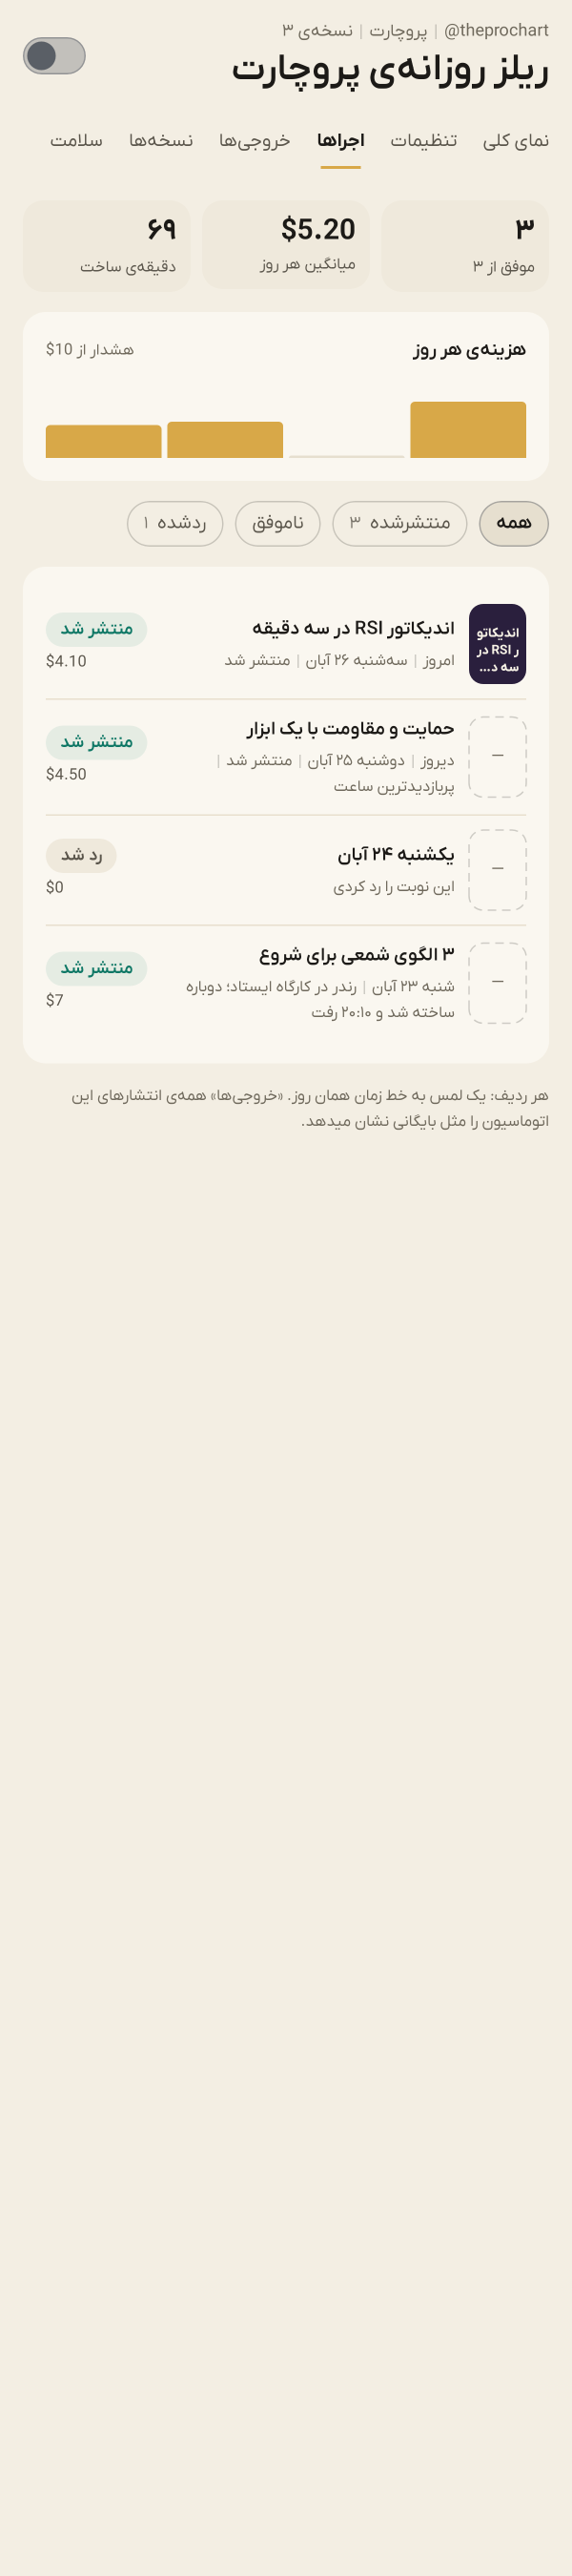 @theprochart | پروچارت | نسخه‌ی ۳
ریلز روزانه‌ی پروچارت
نمای کلی
تنظیمات
اجراها
خروجی‌ها
نسخه‌ها
سلامت
۳
موفق از ۳
$5.20
میانگین هر روز
۶۹
دقیقه‌ی ساخت
هزینه‌ی هر روز
هشدار از $10
همه
منتشرشده ۳
ناموفق
ردشده ۱
اندیکاتو
ر RSI در
سه د...
اندیکاتور RSI در سه دقیقه
امروز | سه‌شنبه ۲۶ آبان | منتشر شد
منتشر شد
$4.10
–
حمایت و مقاومت با یک ابزار
دیروز | دوشنبه ۲۵ آبان | منتشر شد |
پربازدیدترین ساعت
منتشر شد
$4.50
–
یکشنبه ۲۴ آبان
این نوبت را رد کردی
رد شد
$0
–
۳ الگوی شمعی برای شروع
شنبه ۲۳ آبان | رندر در کارگاه ایستاد؛ دوباره
ساخته شد و ۲۰:۱۰ رفت
منتشر شد
$7
هر ردیف: یک لمس به خط زمان همان روز. «خروجی‌ها» همه‌ی انتشارهای این
اتوماسیون را مثل بایگانی نشان میدهد.